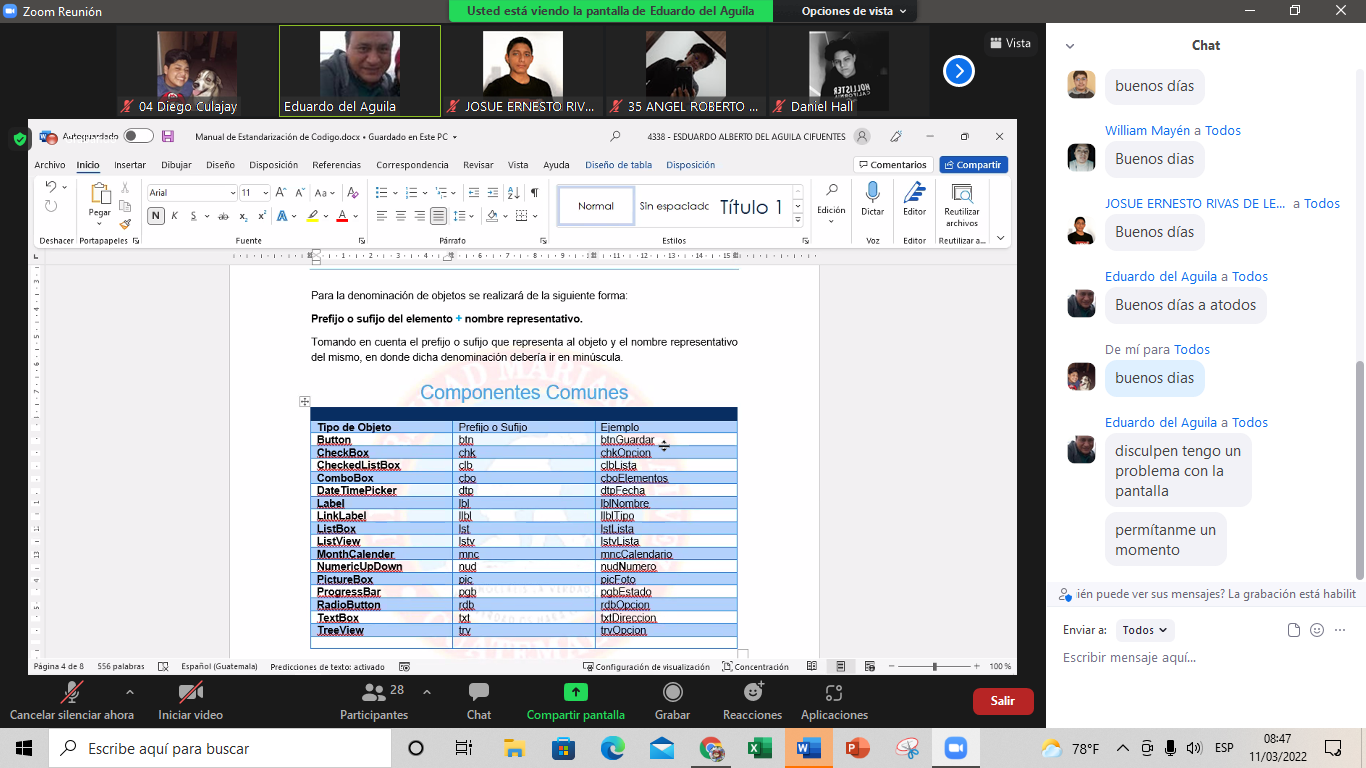 Zoom Reunión
Usted está viendo la pantalla de Eduardo del Aguila
Opciones de vista
04 Diego Culajay
Eduardo del Aguila
JOSUE ERNESTO RIV...
35 ANGEL ROBERTO ...
Daniel Hall
HOLLISTER
CALIFORNIA
Vista
Autoguardado
Manual de Estandarización de Codigo.docx • Guardado en Este PC
4338 - ESDUARDO ALBERTO DEL AGUILA CIFUENTES
Archivo Inicio Insertar Dibujar Diseño Disposición Referencias Correspondencia Revisar Vista Ayuda Diseño de tabla Disposición
Comentarios
Compartir
Pegar
Arial 11
N K S ab x₂ x² A A
Aa
Normal
Sin espaciado
Título 1
Edición
Dictar
Editor
Reutilizar archivos
Deshacer Portapapeles Fuente Párrafo Estilos Voz Editor Reutilizar a...
Para la denominación de objetos se realizará de la siguiente forma:
Prefijo o sufijo del elemento + nombre representativo.
Tomando en cuenta el prefijo o sufijo que representa al objeto y el nombre representativo
del mismo, en donde dicha denominación debería ir en minúscula.
Componentes Comunes
Tipo de Objeto Prefijo o Sufijo Ejemplo
Button btn btnGuardar
CheckBox chk chkOpcion
CheckedListBox clb clbLista
ComboBox cbo cboElementos
DateTimePicker dtp dtpFecha
Label lbl lblNombre
LinkLabel llbl llblTipo
ListBox lst lstLista
ListView lstv lstvLista
MonthCalender mnc mncCalendario
NumericUpDown nud nudNumero
PictureBox pic picFoto
ProgressBar pgb pgbEstado
RadioButton rdb rdbOpcion
TextBox txt txtDireccion
TreeView trv trvOpcion
Página 4 de 8 556 palabras Español (Guatemala) Predicciones de texto: activado Configuración de visualización Concentración 100 %
Cancelar silenciar ahora
Iniciar video
Participantes 28
Chat
Compartir pantalla
Grabar
Reacciones
Aplicaciones
Salir
Chat
buenos días
William Mayén a Todos
Buenos dias
JOSUE ERNESTO RIVAS DE LE... a Todos
Buenos días
Eduardo del Aguila a Todos
Buenos días a atodos
De mí para Todos
buenos dias
Eduardo del Aguila a Todos
disculpen tengo un
problema con la
pantalla
permítanme un
momento
ién puede ver sus mensajes? La grabación está habilit
Enviar a: Todos
Escribir mensaje aquí...
Escribe aquí para buscar
78°F
ESP
08:47
11/03/2022